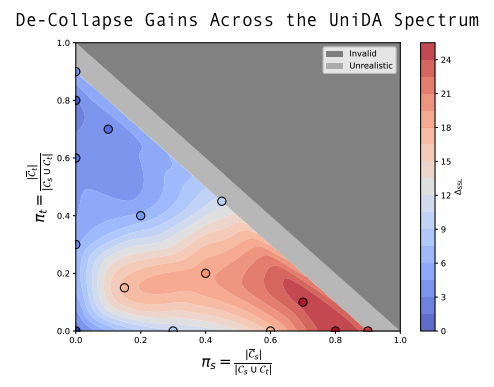 De-Collapse Gains Across the UniDA Spectrum
Invalid
Unrealistic
1.0
0.8
0.6
0.4
0.2
0.0
0.0 0.2 0.4 0.6 0.8 1.0
24
21
18
15
12
9
6
3
0
Δ_SSL
π_t = |C̅_t| / |C_s ∪ C_t|
π_s = |C̅_s| / |C_s ∪ C_t|